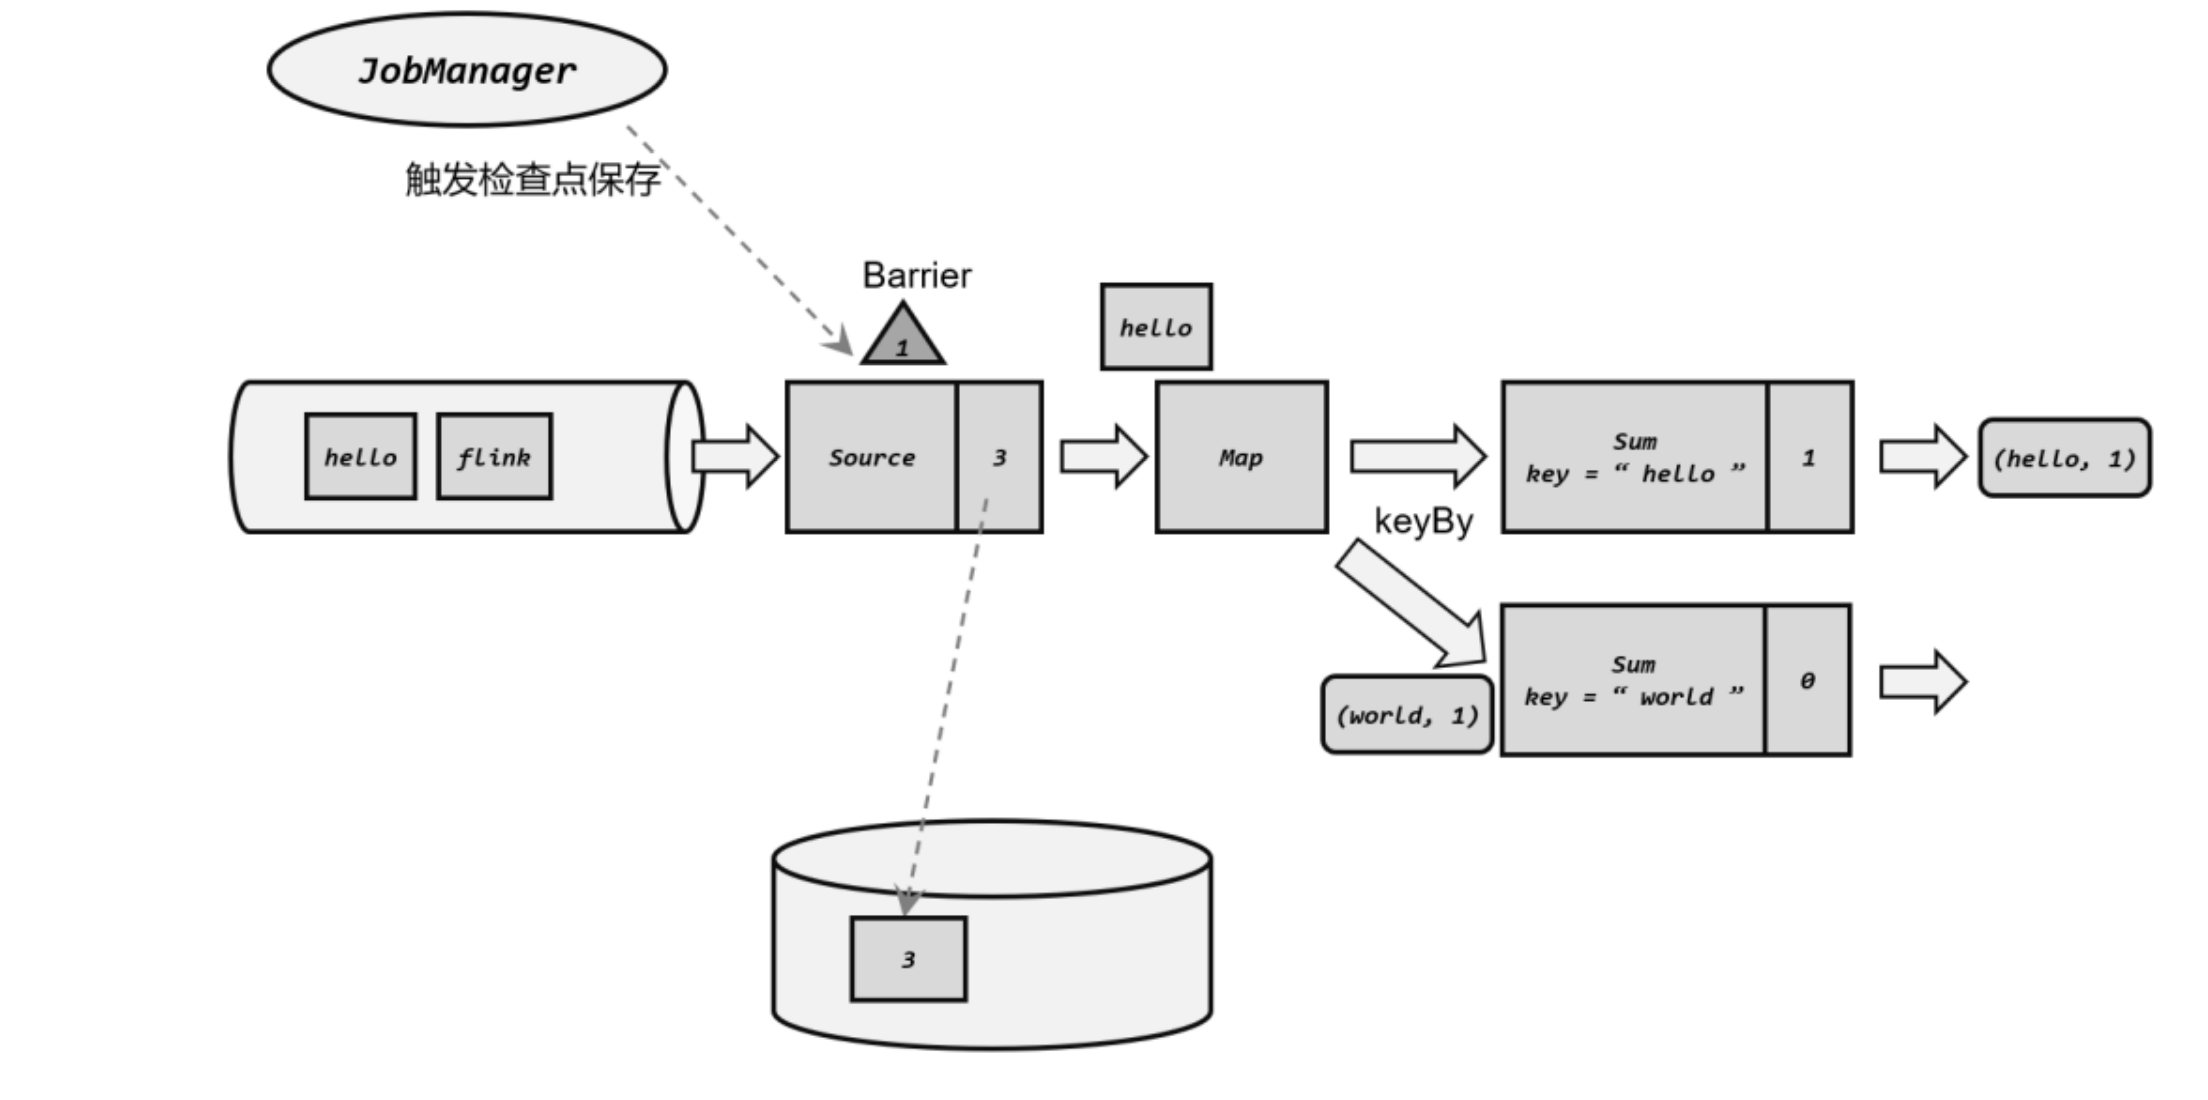 JobManager
触发检查点保存
Barrier
1
hello
hello
flink
Source
3
Map
Sum
key = “ hello ”
1
(hello, 1)
keyBy
Sum
key = “ world ”
0
(world, 1)
3